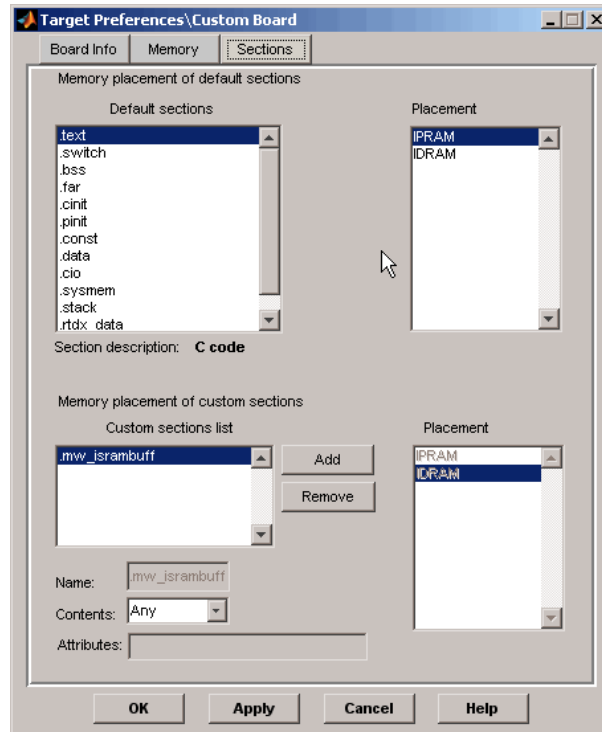 Target Preferences\Custom Board
Board Info Memory Sections
Memory placement of default sections
Default sections Placement
.text IPRAM
.switch IDRAM
.bss
.far
.cinit
.pinit
.const
.data
.cio
.sysmem
.stack
.rtdx_data
Section description: C code
Memory placement of custom sections
Custom sections list Placement
.mw_isrambuff Add IPRAM
IDRAM
Remove
Name: .mw_isrambuff
Contents: Any
Attributes:
OK Apply Cancel Help